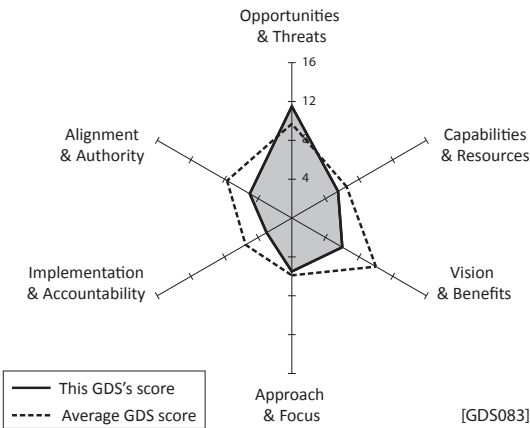 Opportunities
& Threats
16
12
8
4
Alignment
& Authority
Capabilities
& Resources
Implementation
& Accountability
Vision
& Benefits
Approach
& Focus
This GDS's score
Average GDS score
[GDS083]